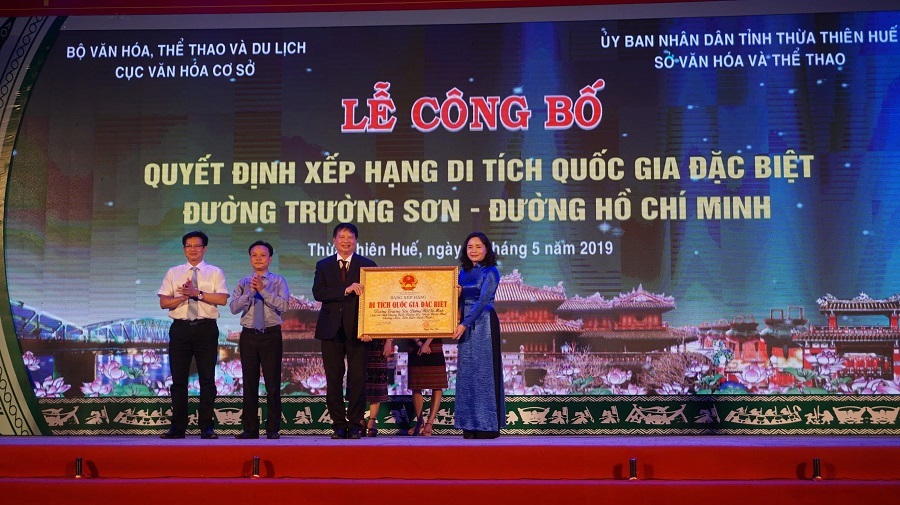 BỘ VĂN HÓA, THỂ THAO VÀ DU LỊCH
CỤC VĂN HÓA CƠ SỞ
ỦY BAN NHÂN DÂN TỈNH THỪA THIÊN HUẾ
SỞ VĂN HÓA VÀ THỂ THAO
LỄ CÔNG BỐ
QUYẾT ĐỊNH XẾP HẠNG DI TÍCH QUỐC GIA ĐẶC BIỆT
ĐƯỜNG TRƯỜNG SƠN - ĐƯỜNG HỒ CHÍ MINH
Thừa Thiên Huế, ngày tháng 5 năm 2019
BẰNG XẾP HẠNG
DI TÍCH QUỐC GIA ĐẶC BIỆT